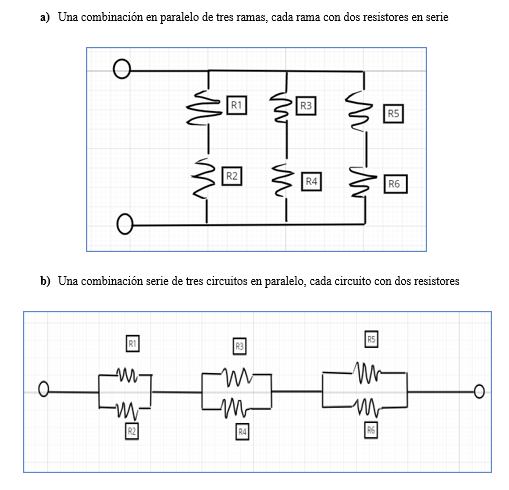 a) Una combinación en paralelo de tres ramas, cada rama con dos resistores en serie
R1
R3
R5
R2
R4
R6
b) Una combinación serie de tres circuitos en paralelo, cada circuito con dos resistores
R1
R3
R5
R2
R4
R6